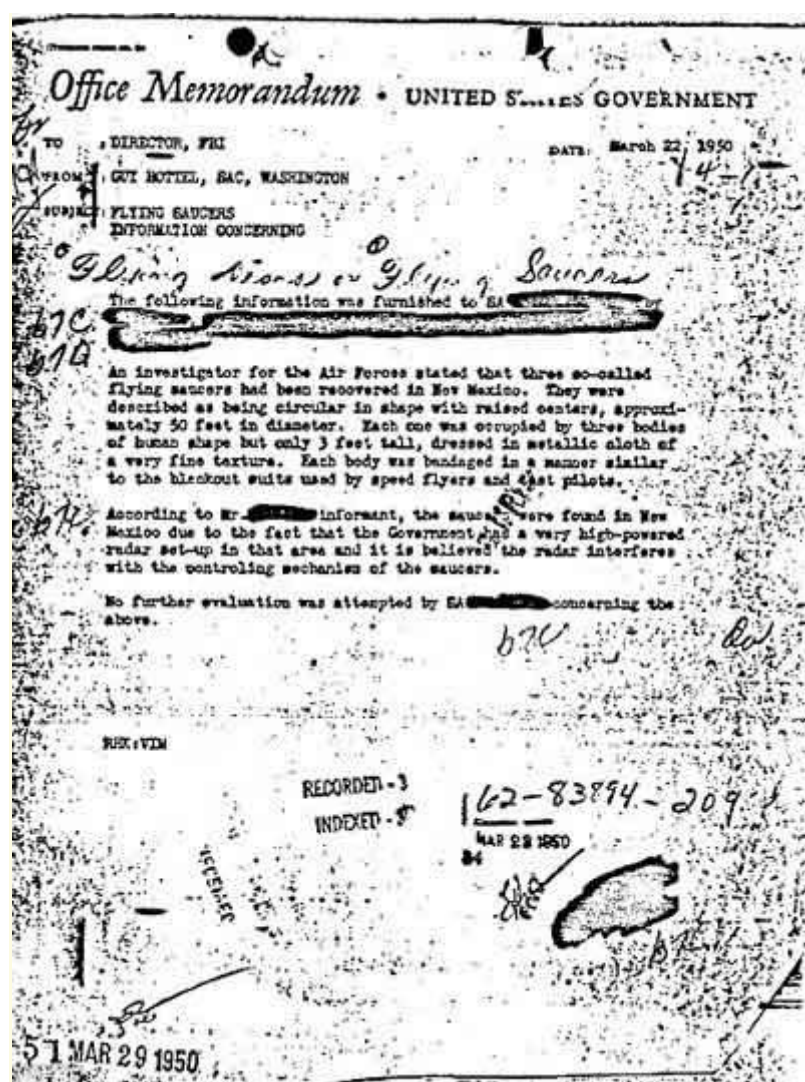 Office Memorandum • UNITED STATES GOVERNMENT
TO : DIRECTOR, FBI DATE: March 22, 1950
FROM : GUY HOTTEL, SAC, WASHINGTON
SUBJECT: FLYING SAUCERS
INFORMATION CONCERNING
Flying Discs or Flying Saucers
The following information was furnished to SA by
b7C
b7D
An investigator for the Air Forces stated that three so-called
flying saucers had been recovered in New Mexico. They were
described as being circular in shape with raised centers, approxi-
mately 50 feet in diameter. Each one was occupied by three bodies
of human shape but only 3 feet tall, dressed in metallic cloth of
a very fine texture. Each body was bandaged in a manner similar
to the blackout suits used by speed flyers and test pilots.
b7C
According to Mr. informant, the saucers were found in New
Mexico due to the fact that the Government has a very high-powered
radar set-up in that area and it is believed the radar interferes
with the controling mechanism of the saucers.
No further evaluation was attempted by SA concerning the
above.
b7C
RHK:VIM
RECORDED - 3
INDEXED -
62-83894-209
MAR 28 1950
34
b7C
51 MAR 29 1950